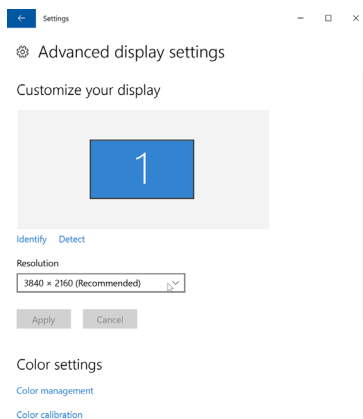 Settings
Advanced display settings
Customize your display
1
Identify Detect
Resolution
3840 × 2160 (Recommended)
Apply Cancel
Color settings
Color management
Color calibration